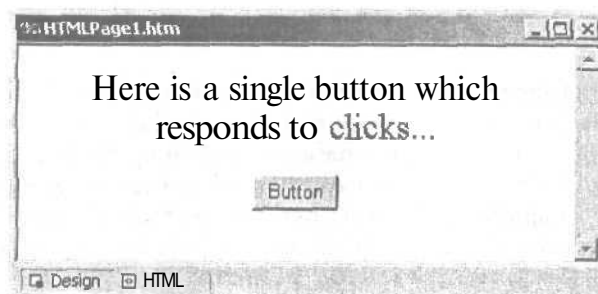 HTMLPage1.htm
Here is a single button which
responds to clicks...
Button
Design HTML